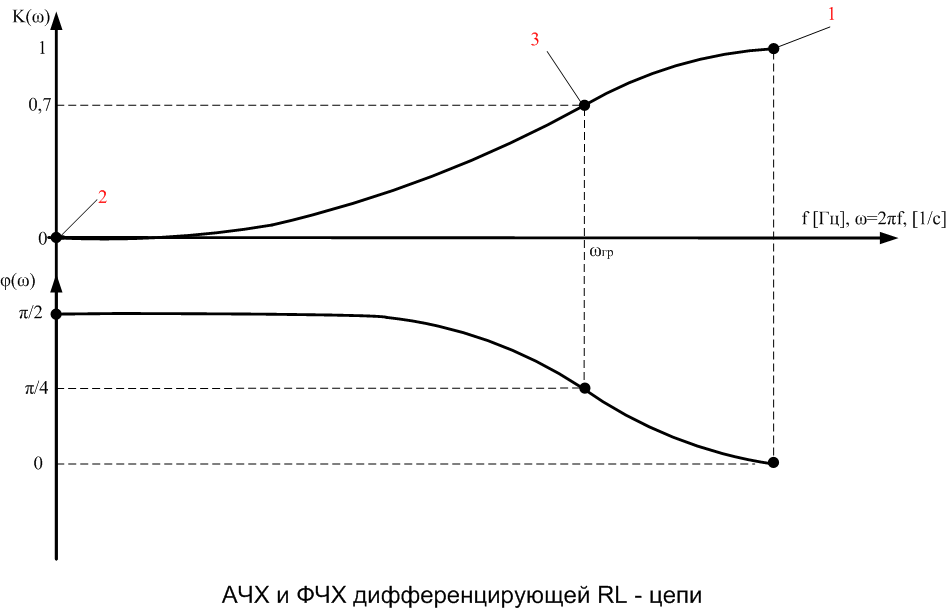 K(ω)
1
1
3
0,7
2
f [Гц], ω=2πf, [1/с]
0
ωгр
φ(ω)
π/2
π/4
0
АЧХ и ФЧХ дифференцирующей RL - цепи